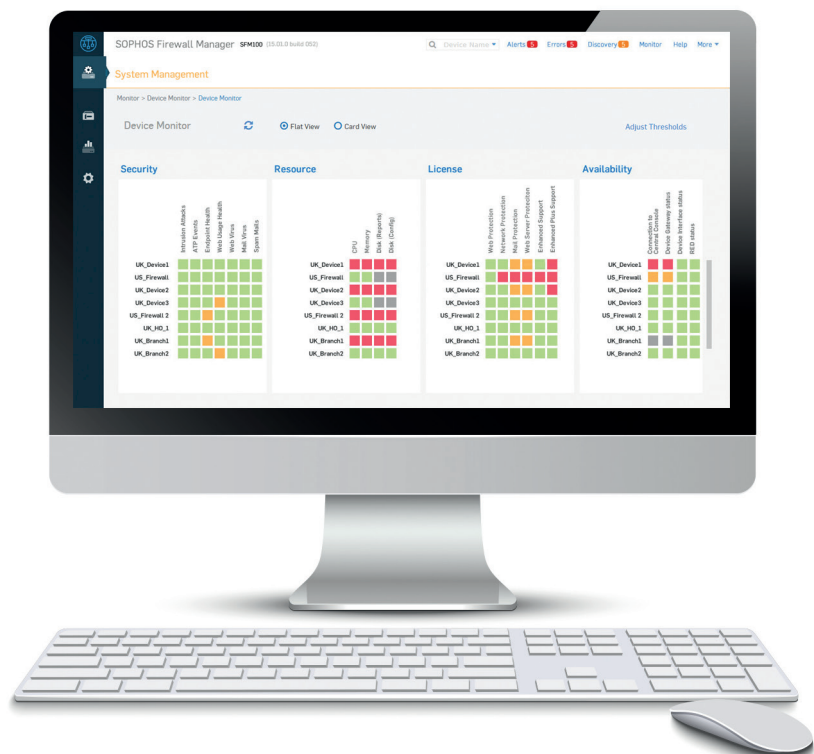 SOPHOS Firewall Manager SFM100 (15.01.0 build 053)
Device Name Alerts 5 Errors 5 Discovery 5 Monitor Help More
System Management
Monitor > Device Monitor > Device Monitor
Device Monitor Flat View Card View Adjust Thresholds
Security
Intrusion Attacks
ATP Events
Endpoint Health
Web Usage Health
Web Virus
Mail Virus
Spam Mails
UK_Device1
US_Firewall
UK_Device2
UK_Device3
US_Firewall 2
UK_HO_1
UK_Branch1
UK_Branch2
Resource
CPU
Memory
Disk (Reports)
Disk (Config)
UK_Device1
US_Firewall
UK_Device2
UK_Device3
US_Firewall 2
UK_HO_1
UK_Branch1
UK_Branch2
License
Web Protection
Network Protection
Mail Protection
Web Server Protection
Enhanced Support
Enhanced Plus Support
UK_Device1
US_Firewall
UK_Device2
UK_Device3
US_Firewall 2
UK_HO_1
UK_Branch1
UK_Branch2
Availability
Connection to
Central Console
Device Gateway status
Device Interface status
RED status
UK_Device1
US_Firewall
UK_Device2
UK_Device3
US_Firewall 2
UK_HO_1
UK_Branch1
UK_Branch2